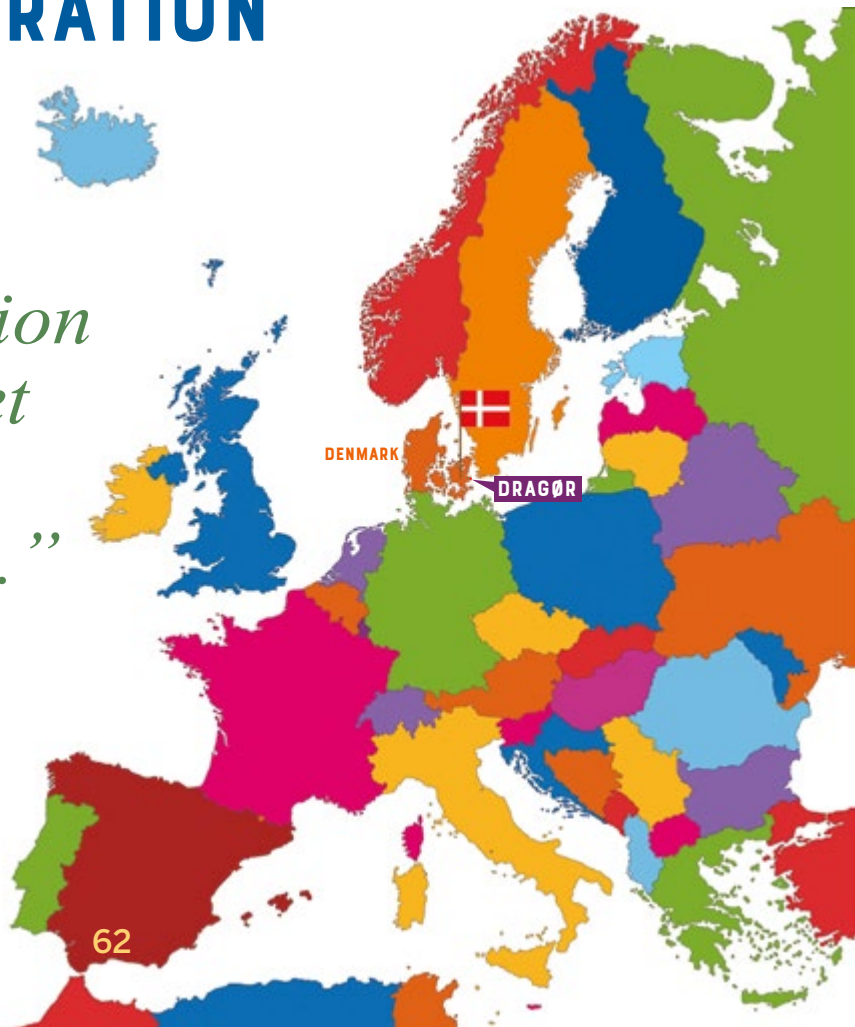 RATION
ion
et
. ”
DENMARK
DRAGØR
62